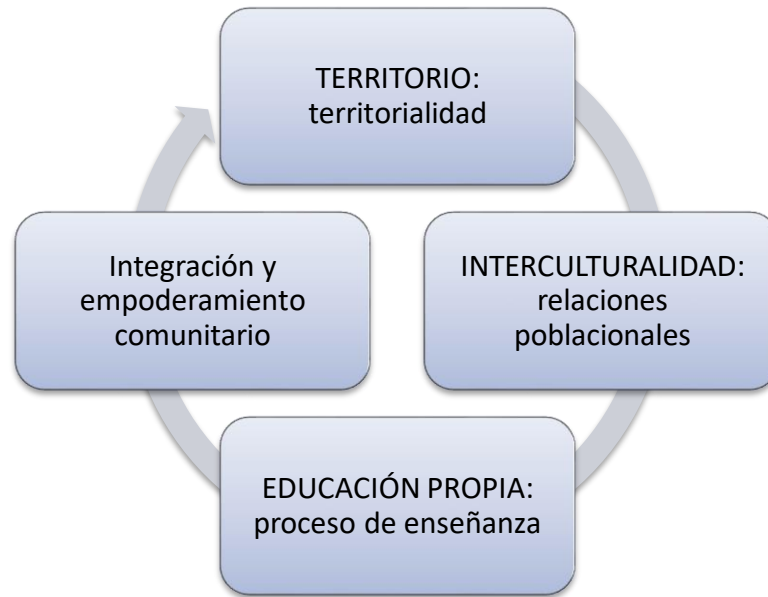 TERRITORIO:
territorialidad
INTERCULTURALIDAD:
relaciones
poblacionales
EDUCACIÓN PROPIA:
proceso de enseñanza
Integración y
empoderamiento
comunitario